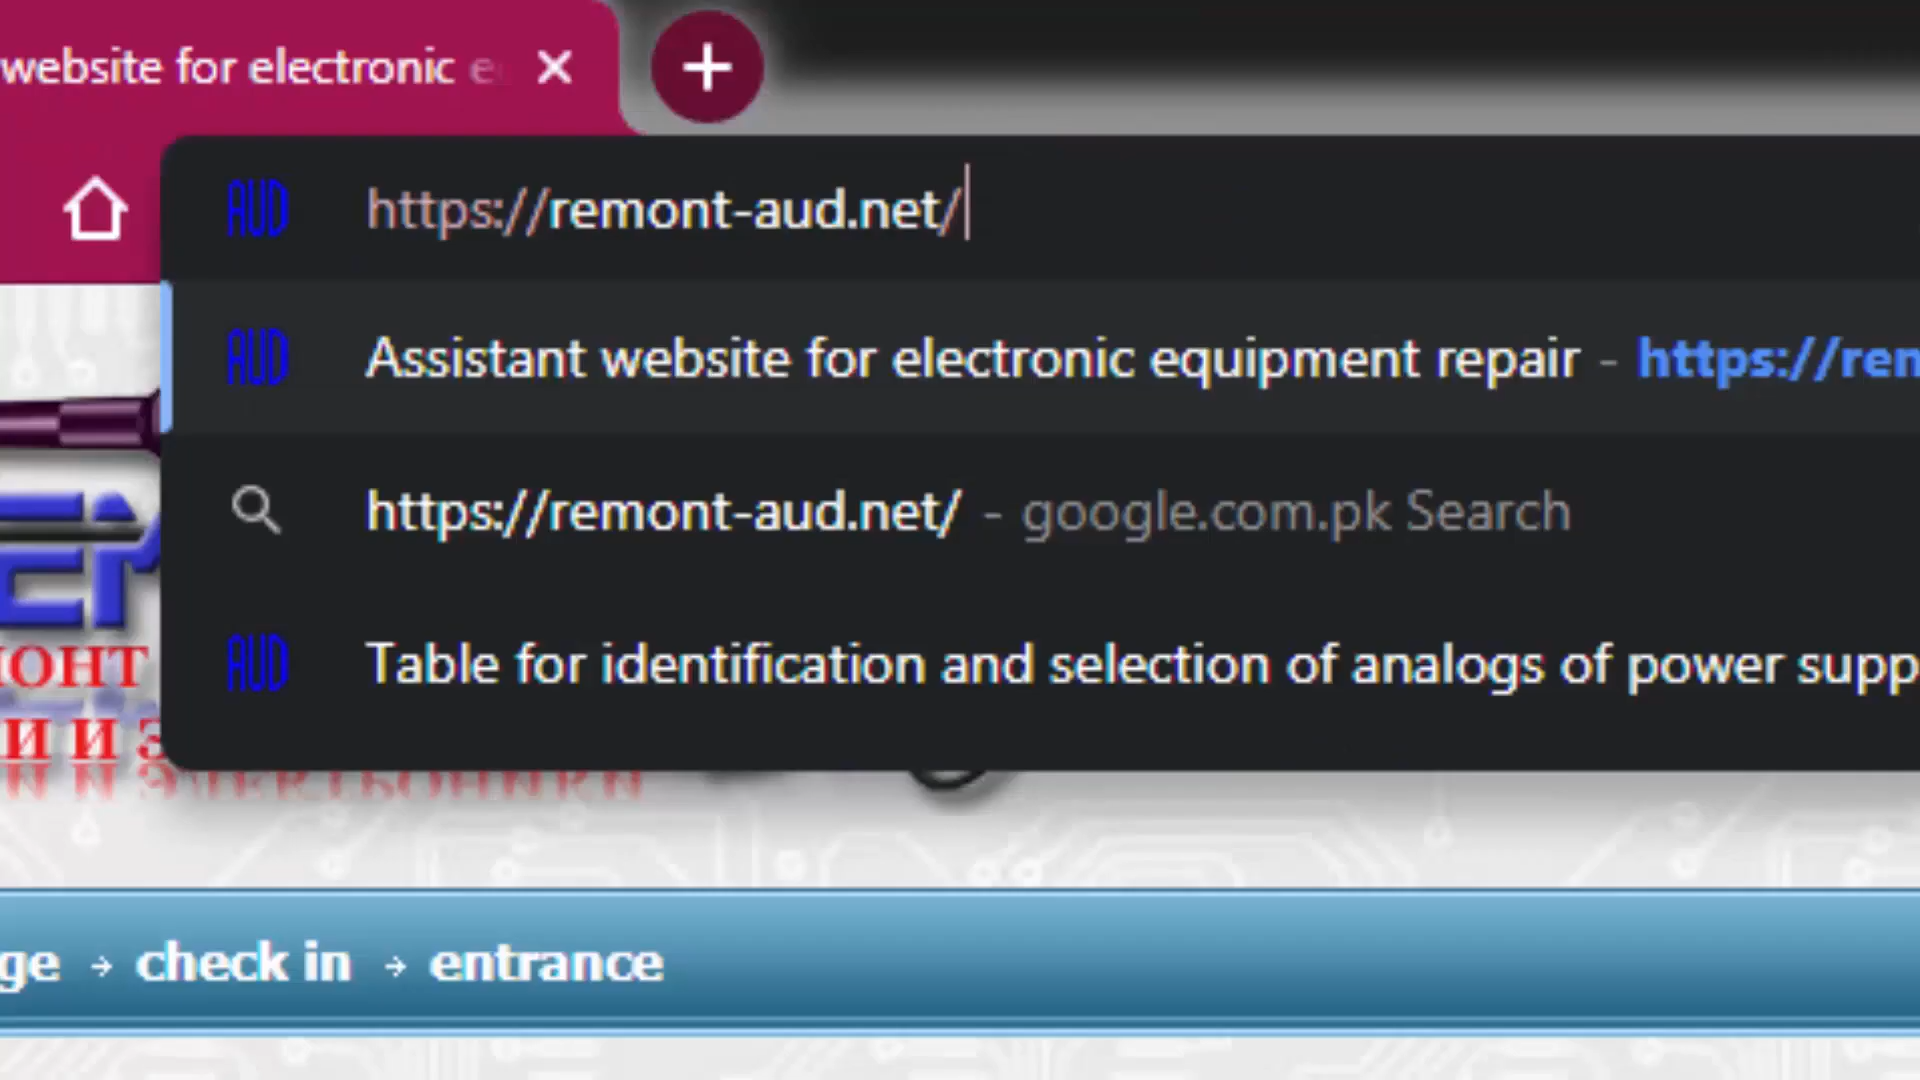 website for electronic
AUD https://remont-aud.net/
AUD Assistant website for electronic equipment repair - https://rem
https://remont-aud.net/ - google.com.pk Search
AUD Table for identification and selection of analogs of power supp
ОНТ
И И Э
ge → check in → entrance